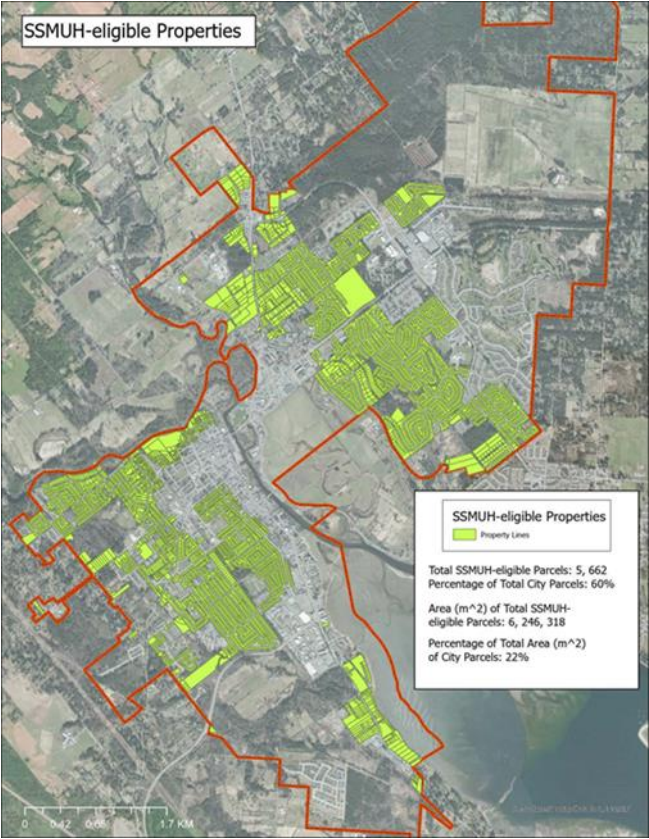 SSMUH-eligible Properties
SSMUH-eligible Properties
Property Lines
Total SSMUH-eligible Parcels: 5, 662
Percentage of Total City Parcels: 60%
Area (m^2) of Total SSMUH-
eligible Parcels: 6, 246, 318
Percentage of Total Area (m^2)
of City Parcels: 22%
0 0.42 1.7 KM